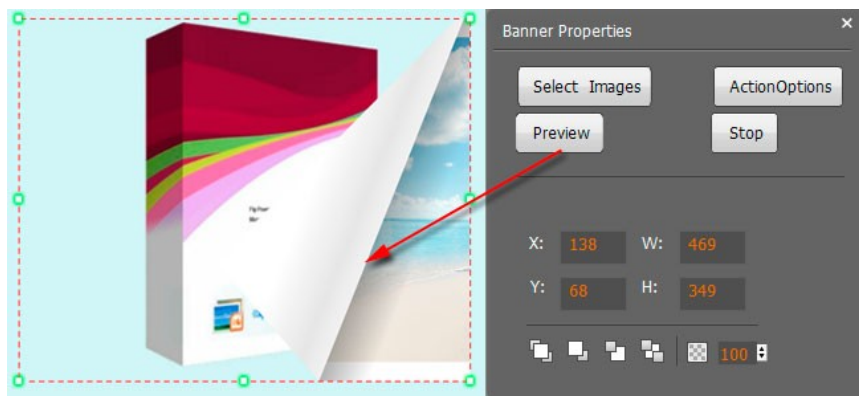 Banner Properties
×
Select Images
ActionOptions
Preview
Stop
X: 138 W: 469
Y: 68 H: 349
100